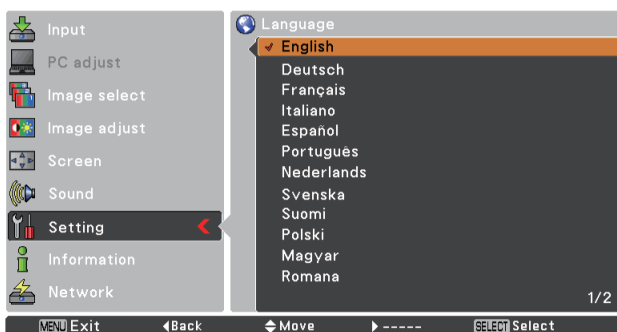 Input
PC adjust
Image select
Image adjust
Screen
Sound
Setting
Information
Network
Language
English
Deutsch
Français
Italiano
Español
Português
Nederlands
Svenska
Suomi
Polski
Magyar
Romana
1/2
MENU Exit Back Move ----- SELECT Select